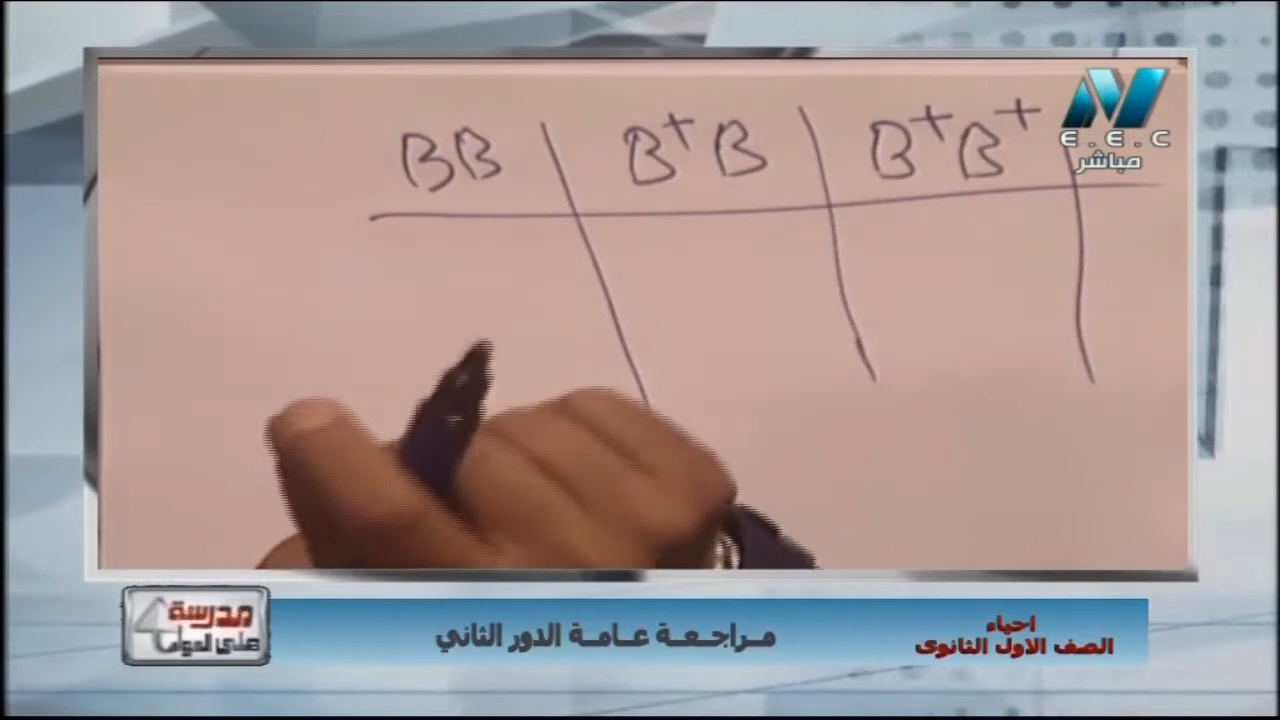 BB B⁺B B⁺B⁺
E.E.C
مباشر
احياء
الصف الاول الثانوى
مراجعة عامة الدور الثاني
مدرسة
على الهواء